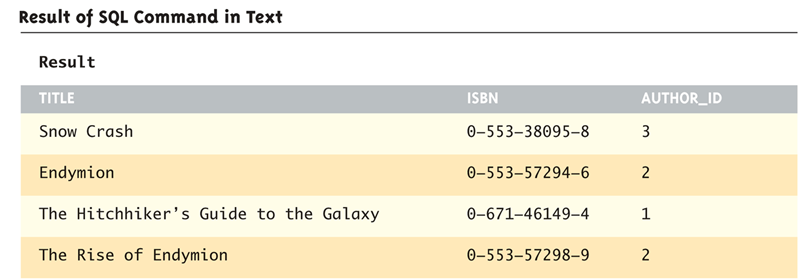 Result of SQL Command in Text
Result
TITLE ISBN AUTHOR_ID
Snow Crash 0–553–38095–8 3
Endymion 0–553–57294–6 2
The Hitchhiker’s Guide to the Galaxy 0–671–46149–4 1
The Rise of Endymion 0–553–57298–9 2